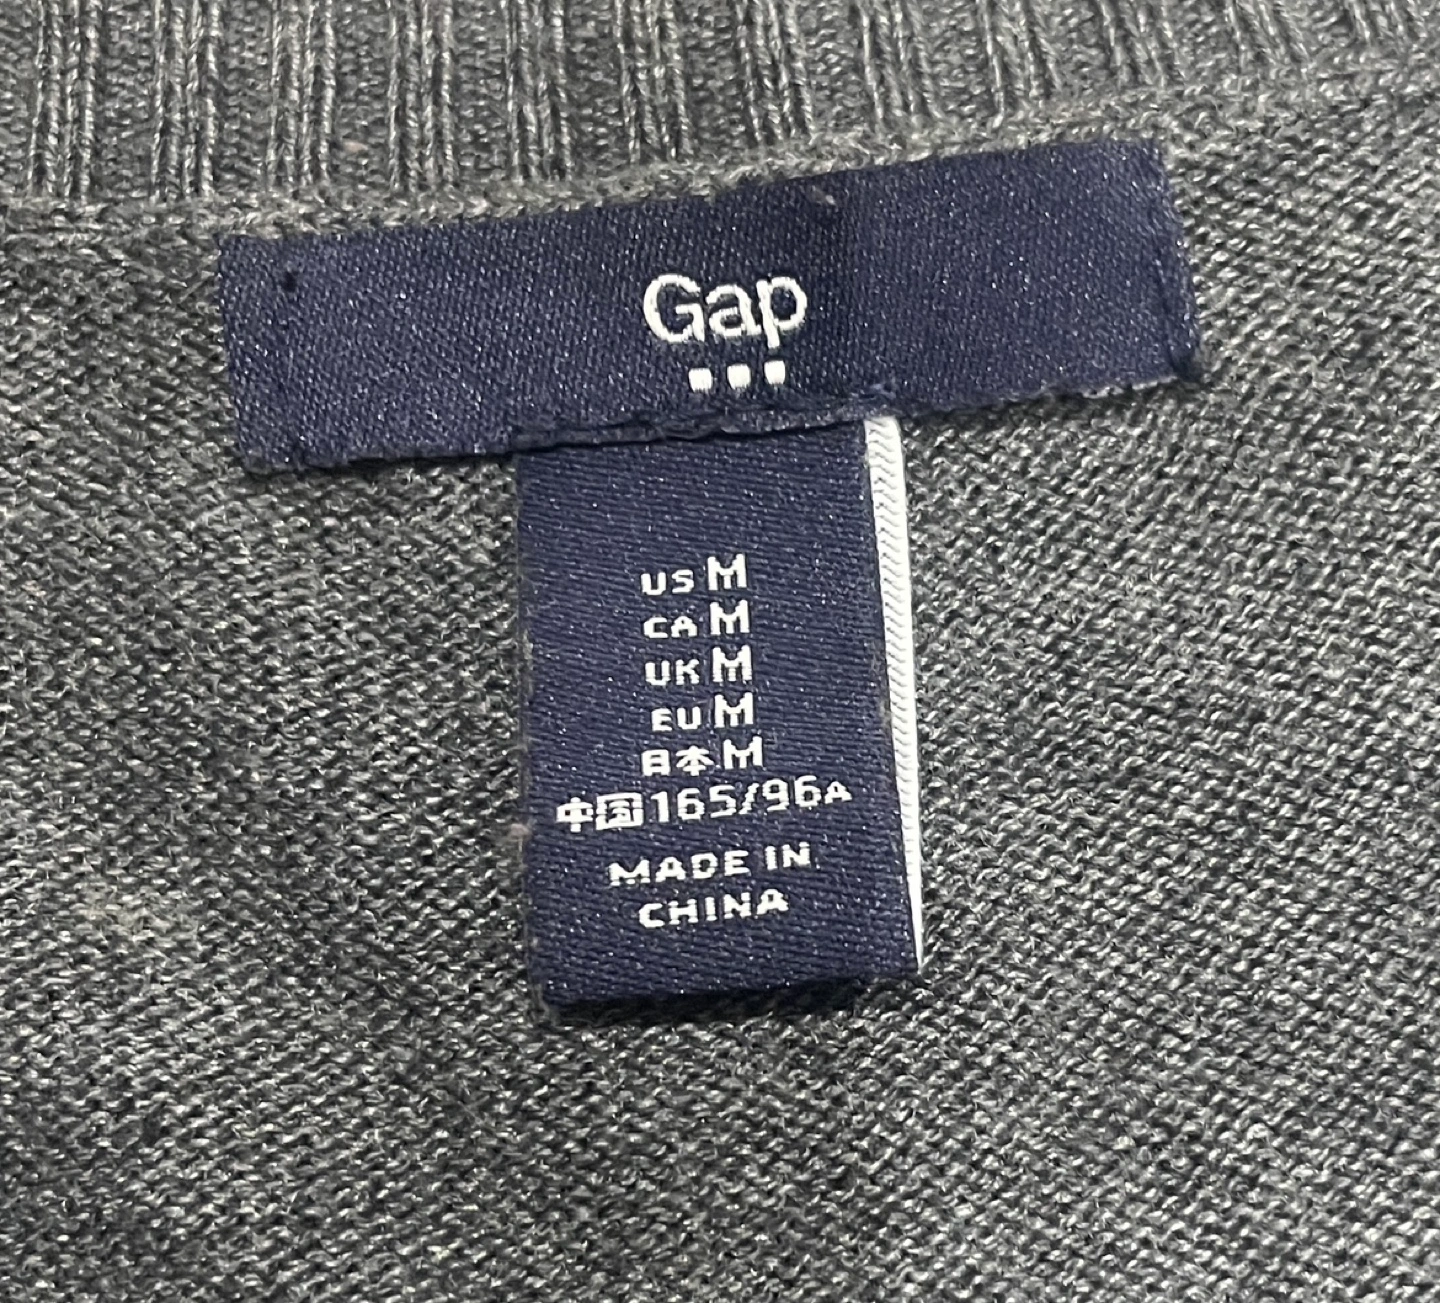 Gap
US M
CA M
UK M
EU M
日本 M
中国 165/96A
MADE IN
CHINA